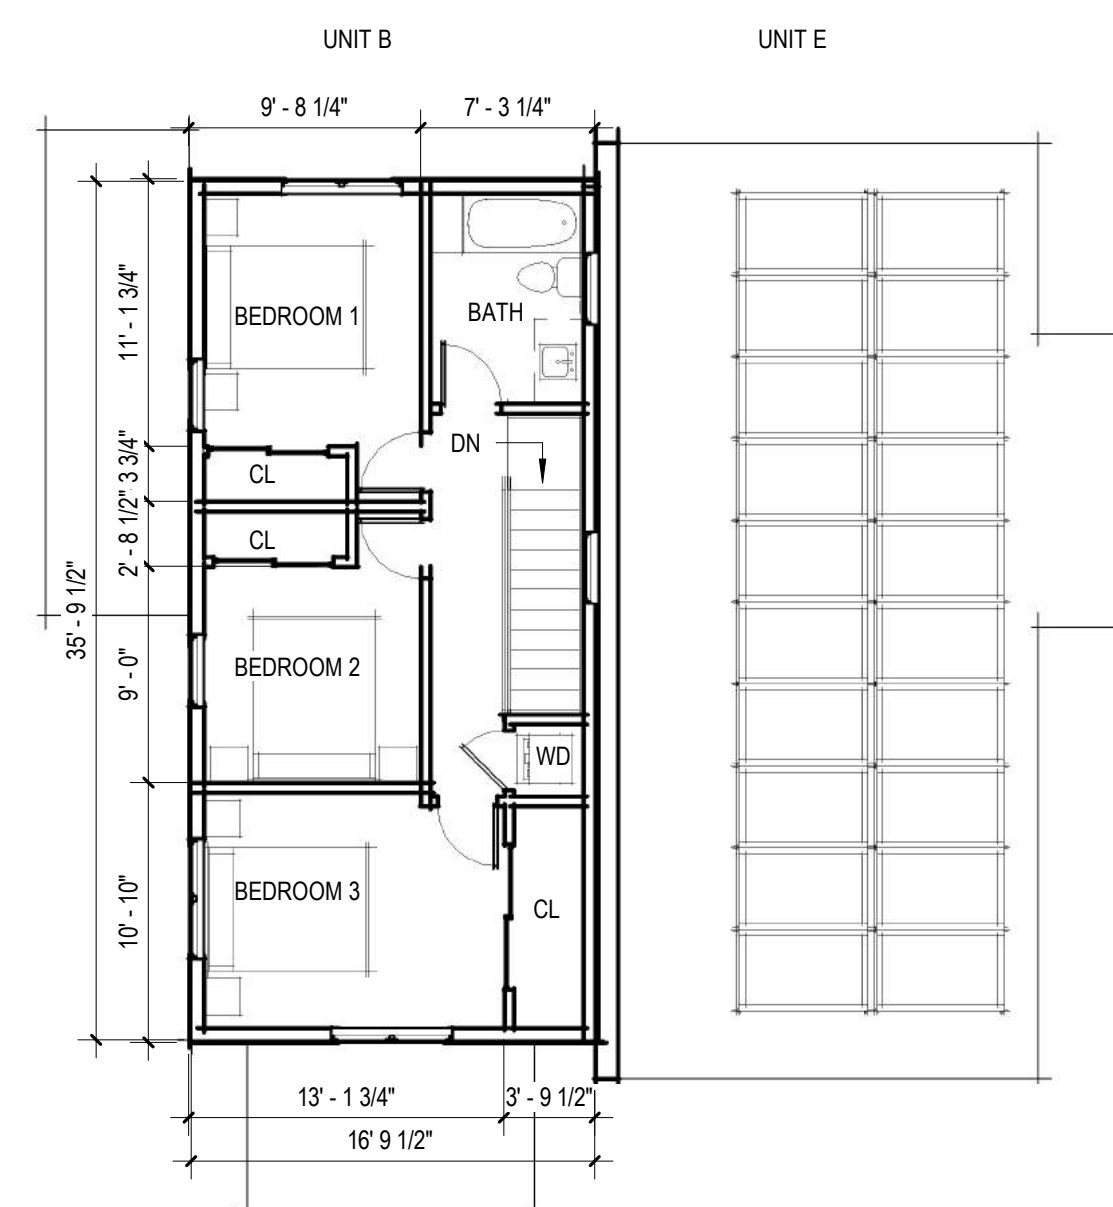 UNIT B
UNIT E
9' - 8 1/4"
7' - 3 1/4"
11' - 1 3/4"
BEDROOM 1
BATH
DN
3 3/4"
CL
2' - 8 1/2"
CL
35' - 9 1/2"
9' - 0"
BEDROOM 2
WD
10' - 10"
BEDROOM 3
CL
13' - 1 3/4"
3' - 9 1/2"
16' 9 1/2"